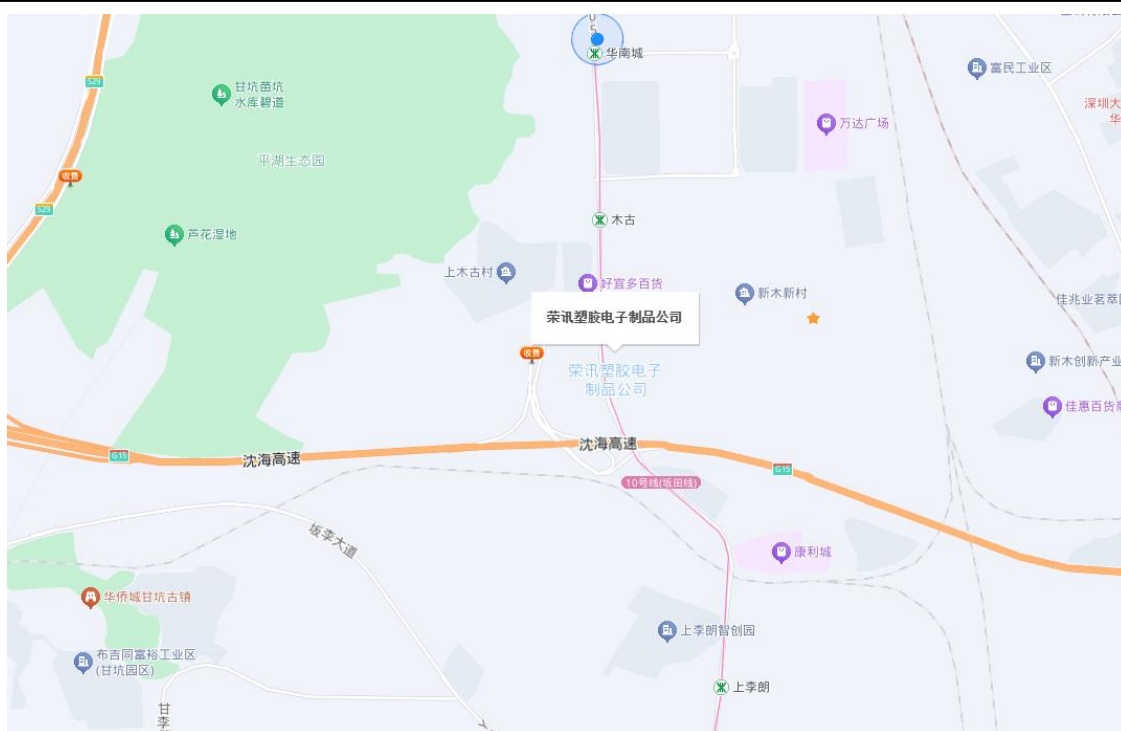 05
华南城
富民工业区
甘坑苗坑
水库碧道
S29
万达广场
深圳大
华
平湖生态园
收费
S29
木古
芦花湿地
上木古村
好宜多百货
新木新村
佳兆业茗萃
荣讯塑胶电子制品公司
收费
新木创新产业
荣讯塑胶电子
制品公司
佳惠百货商
沈海高速
G15
沈海高速
G15
10号线(坂田线)
坂李大道
康利城
华侨城甘坑古镇
上李朗智创园
布吉同富裕工业区
(甘坑园区)
上李朗
甘李